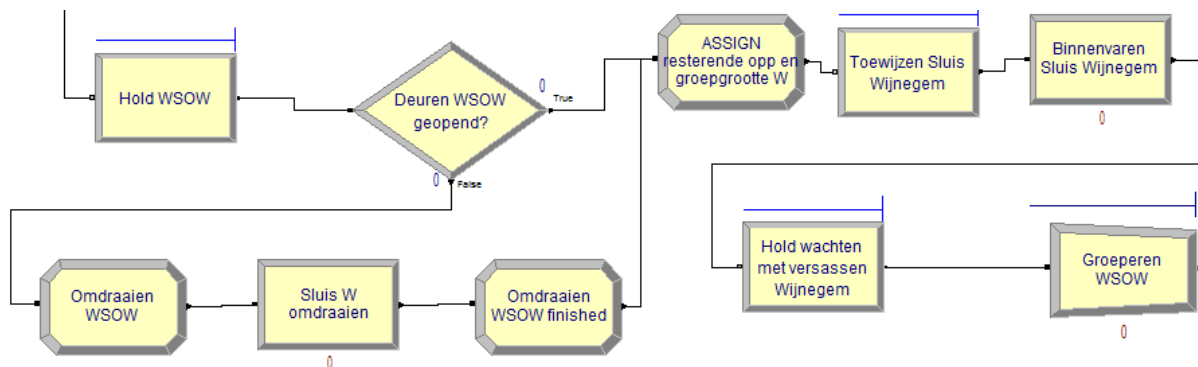 Hold WSOW
Deuren WSOW
geopend?
0
True
0
False
ASSIGN
resterende opp en
groepgrootte W
Toewijzen Sluis
Wijnegem
Binnenvaren
Sluis Wijnegem
0
Omdraaien
WSOW
Sluis W
omdraaien
0
Omdraaien
WSOW finished
Hold wachten
met versassen
Wijnegem
Groeperen
WSOW
0